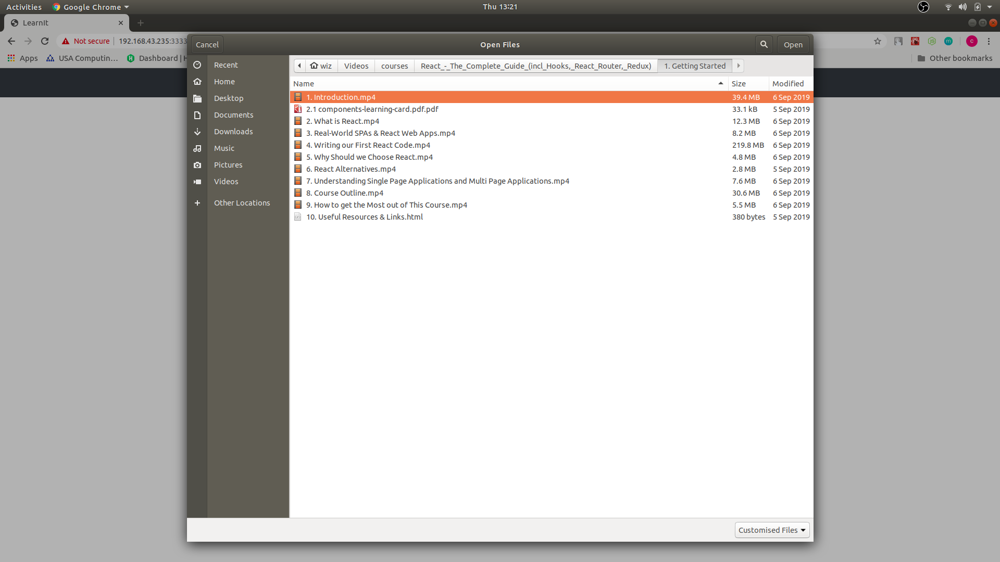 Activities Google Chrome Thu 13:21
LearnIt
Not secure 192.168.43.235:3333 c
Apps USA Computin... Dashboard | H Other bookmarks
Cancel Open Files Open
wiz Videos courses React_-_The_Complete_Guide_(incl_Hooks,_React_Router,_Redux) 1. Getting Started
Recent
Home
Desktop
Documents
Downloads
Music
Pictures
Videos
Other Locations
Name Size Modified
1. Introduction.mp4 39.4 MB 6 Sep 2019
2.1 components-learning-card.pdf.pdf 33.1 kB 5 Sep 2019
2. What is React.mp4 12.3 MB 6 Sep 2019
3. Real-World SPAs & React Web Apps.mp4 8.2 MB 6 Sep 2019
4. Writing our First React Code.mp4 219.8 MB 6 Sep 2019
5. Why Should we Choose React.mp4 4.8 MB 6 Sep 2019
6. React Alternatives.mp4 2.8 MB 5 Sep 2019
7. Understanding Single Page Applications and Multi Page Applications.mp4 7.6 MB 6 Sep 2019
8. Course Outline.mp4 30.6 MB 6 Sep 2019
9. How to get the Most out of This Course.mp4 5.5 MB 6 Sep 2019
10. Useful Resources & Links.html 380 bytes 5 Sep 2019
Customised Files